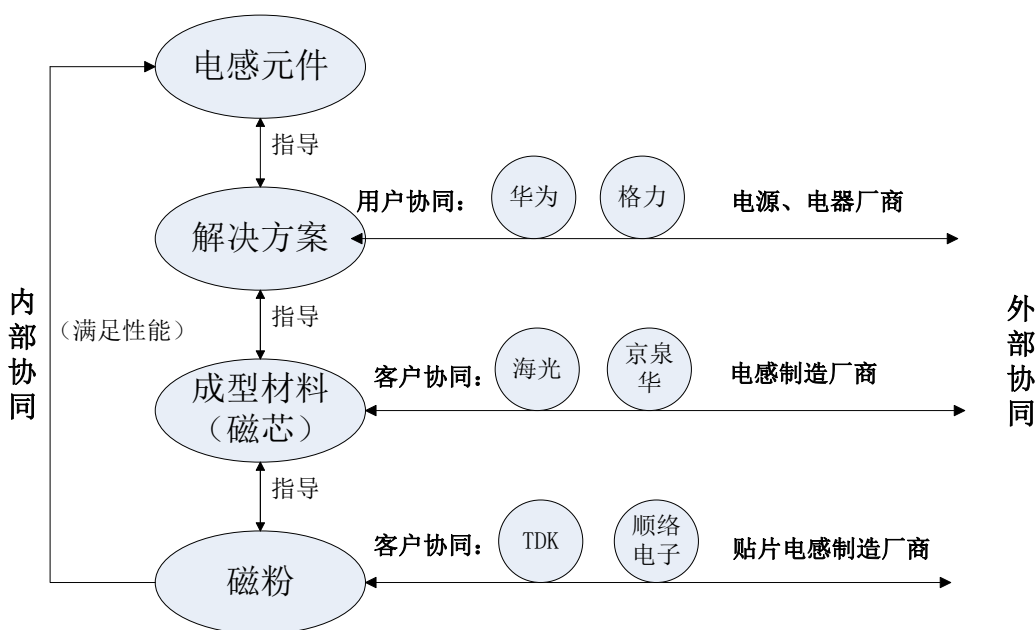 电感元件
指导
用户协同：
华为
格力
电源、电器厂商
解决方案
内部协同
（满足性能）
指导
外部协同
客户协同：
海光
京泉
华
电感制造厂商
成型材料
（磁芯）
指导
客户协同：
TDK
顺络
电子
贴片电感制造厂商
磁粉